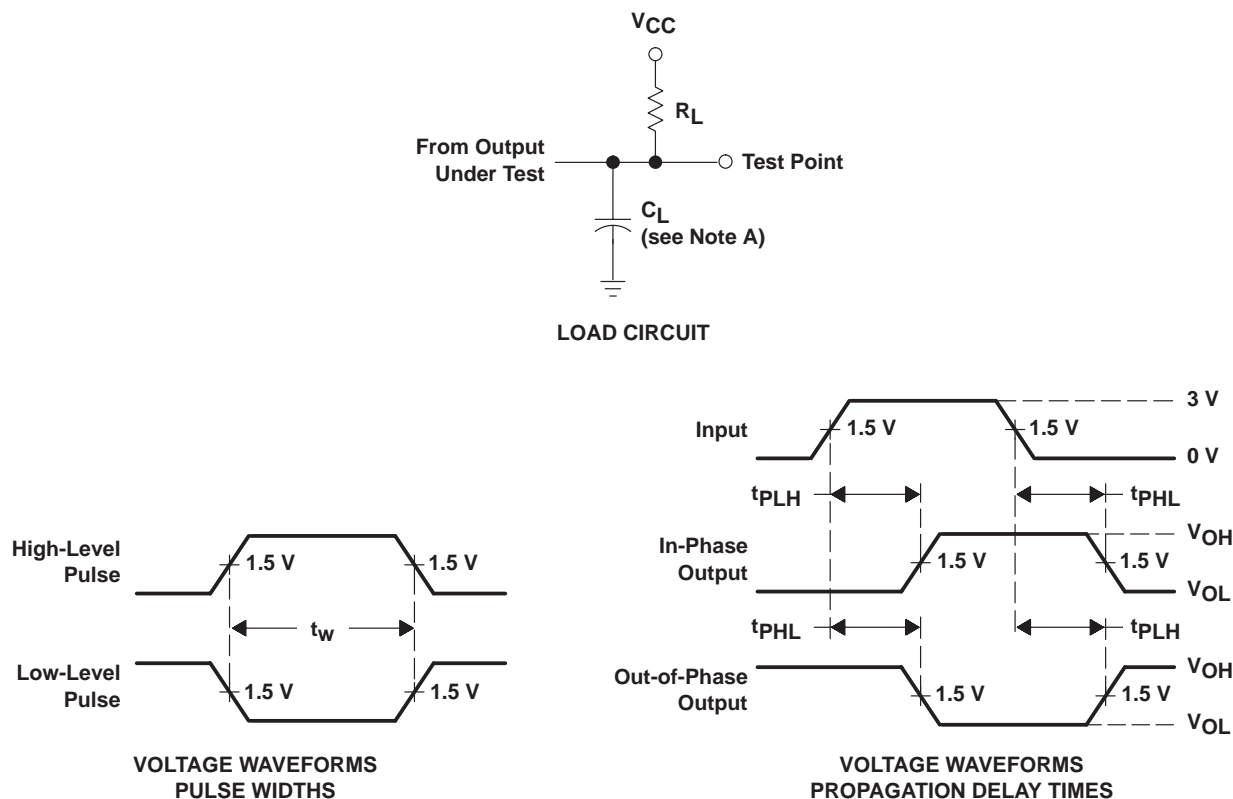 VCC
RL
From Output
Under Test
Test Point
CL
(see Note A)
LOAD CIRCUIT
High-Level
Pulse
1.5 V
1.5 V
tw
Low-Level
Pulse
1.5 V
1.5 V
VOLTAGE WAVEFORMS
PULSE WIDTHS
Input
1.5 V
1.5 V
3 V
0 V
tPLH
tPHL
In-Phase
Output
1.5 V
1.5 V
VOH
VOL
tPHL
tPLH
Out-of-Phase
Output
1.5 V
1.5 V
VOH
VOL
VOLTAGE WAVEFORMS
PROPAGATION DELAY TIMES